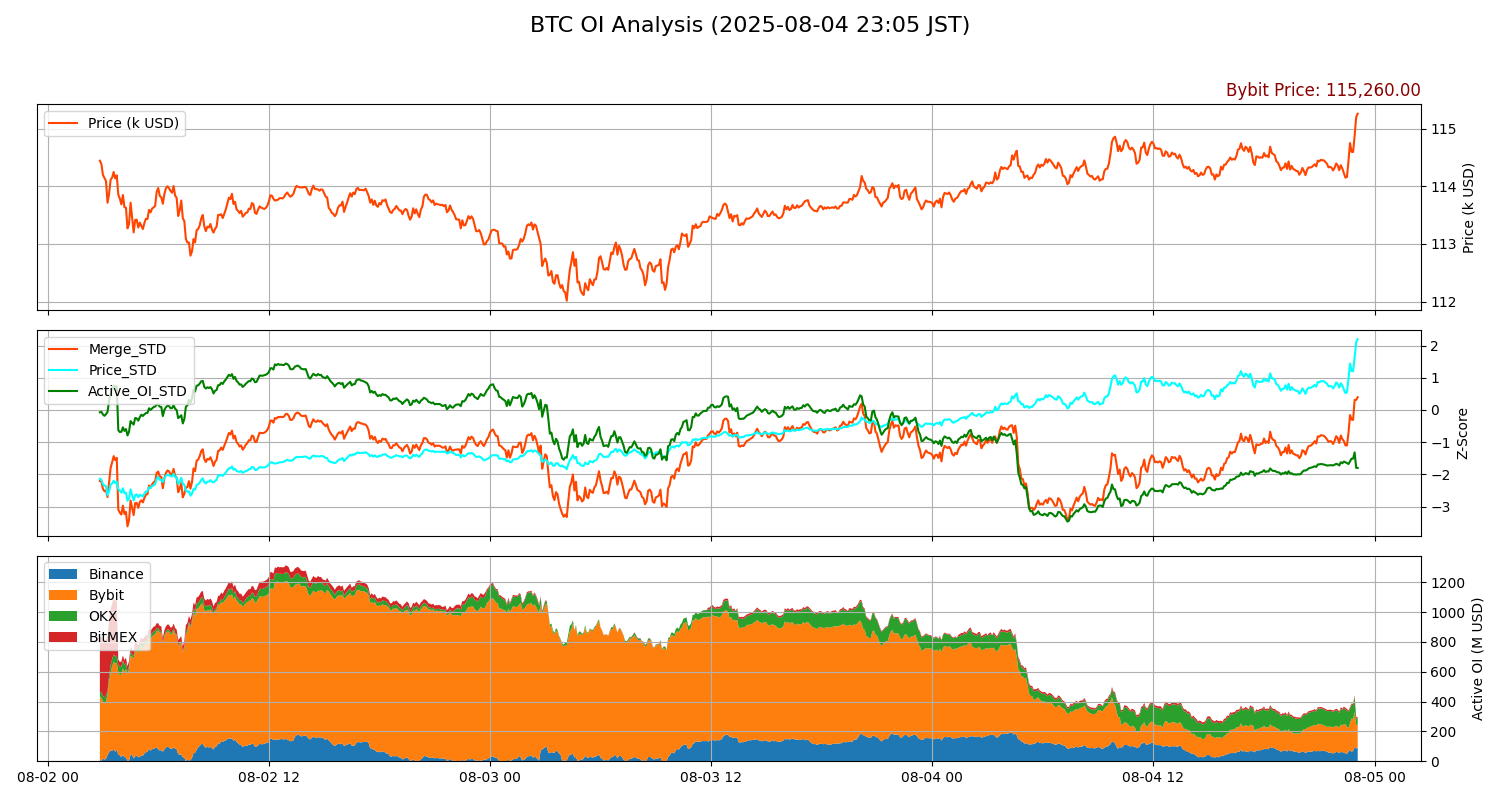 BTC OI Analysis (2025-08-04 23:05 JST)
Bybit Price: 115,260.00
Price (k USD)
115
114
113
112
Price (k USD)
Merge_STD
Price_STD
Active_OI_STD
2
1
0
−1
−2
−3
Z-Score
Binance
Bybit
OKX
BitMEX
1200
1000
800
600
400
200
0
Active OI (M USD)
08-02 00
08-02 12
08-03 00
08-03 12
08-04 00
08-04 12
08-05 00